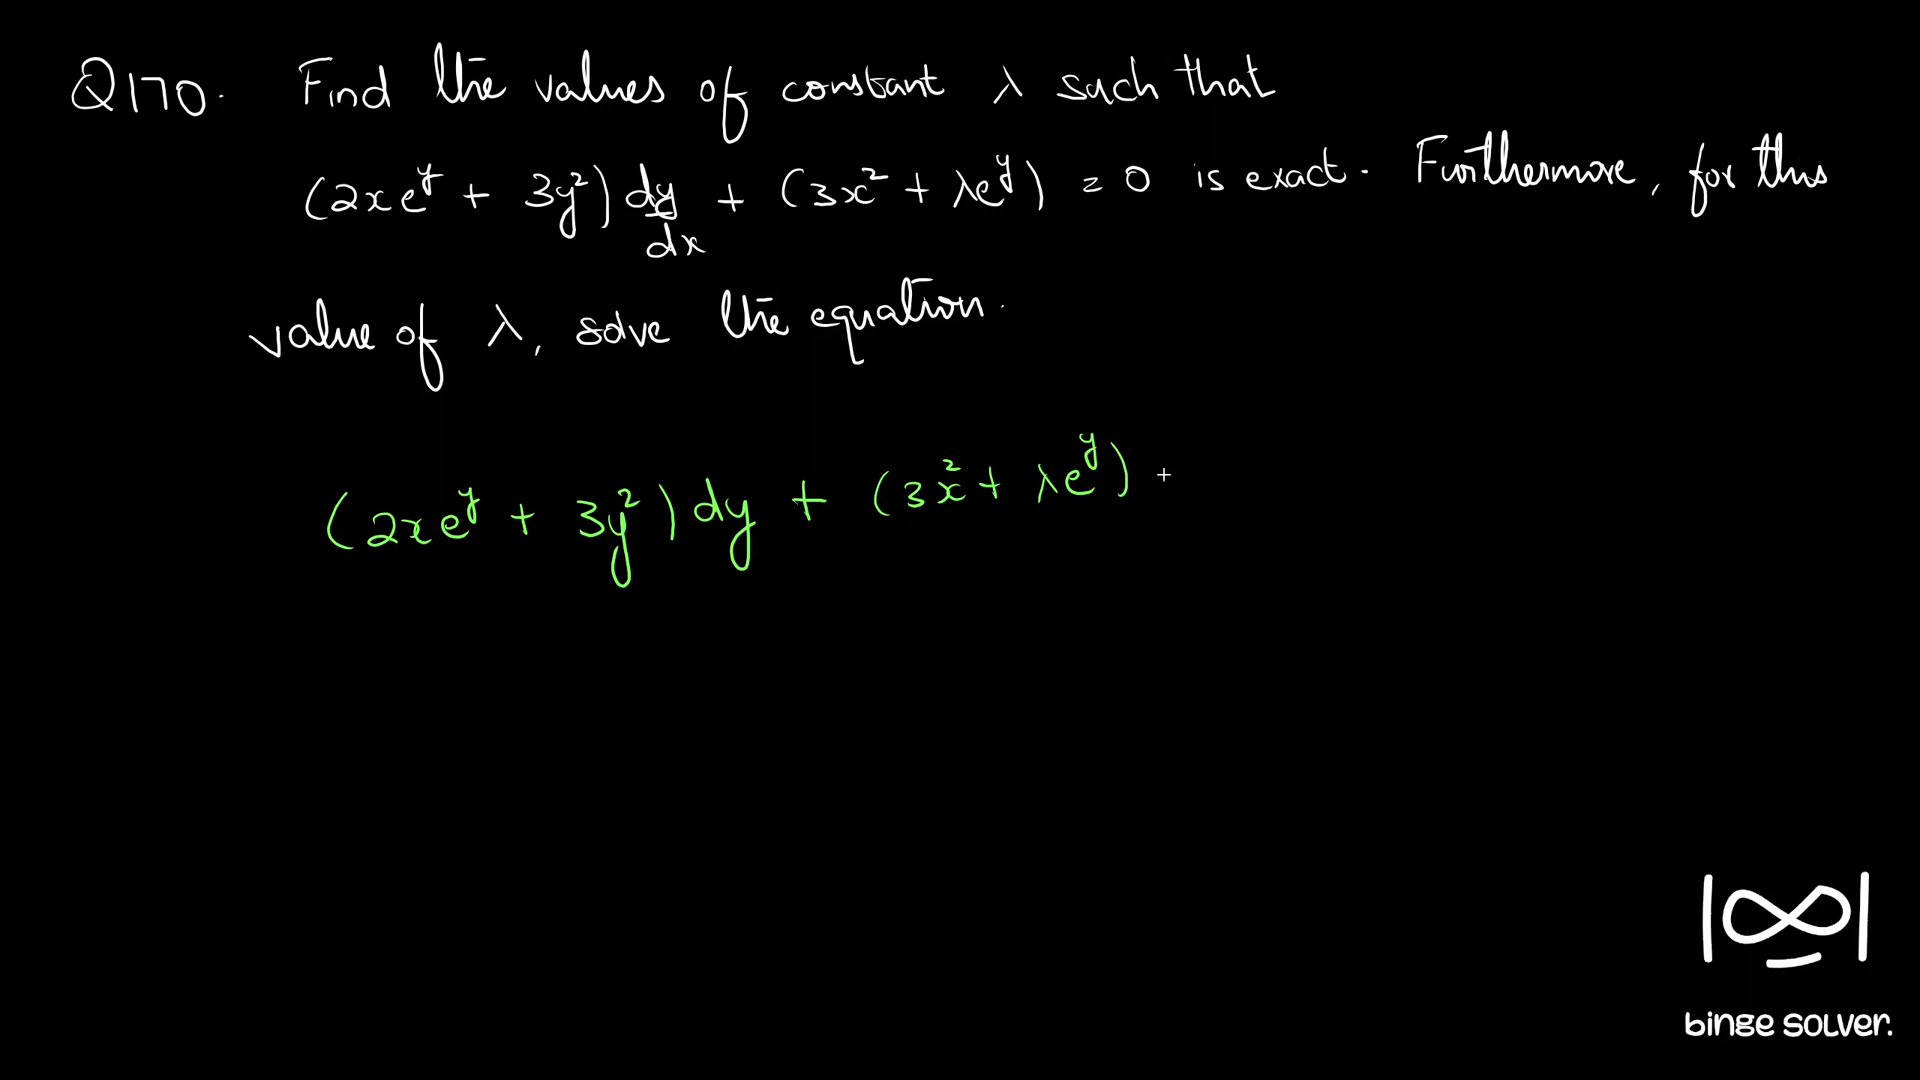 Q170. Find the values of constant λ such that
(2xe^y + 3y²) dy/dx + (3x² + λe^y) = 0 is exact. Furthermore, for this
value of λ, solve the equation.
(2xe^y + 3y²) dy + (3x² + λe^y)
binge SOLVER.